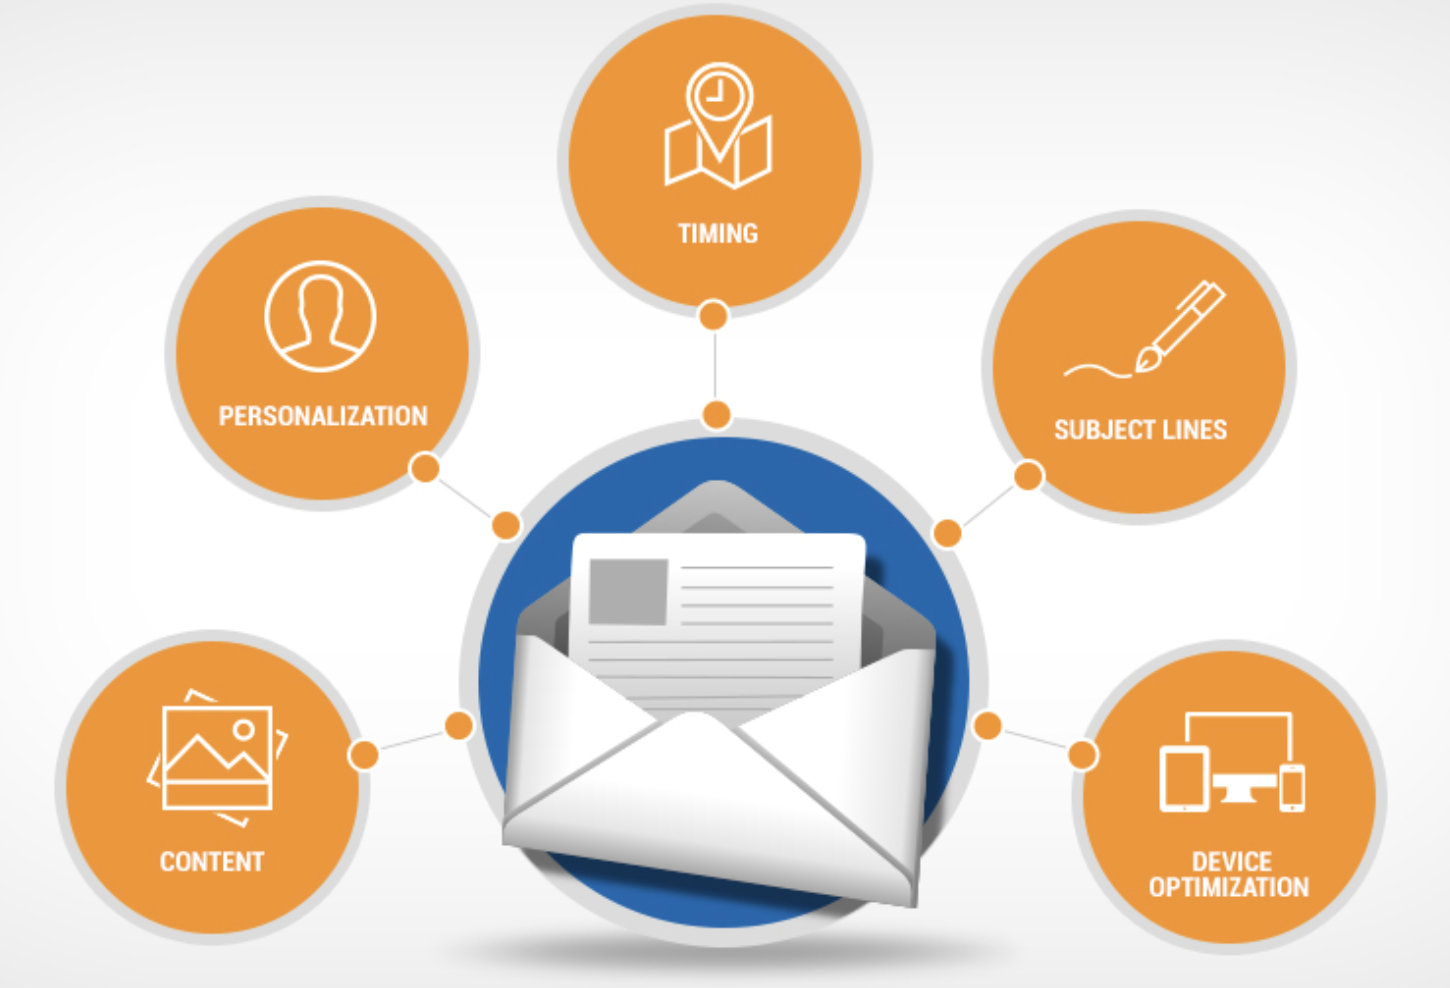 TIMING
PERSONALIZATION
SUBJECT LINES
CONTENT
DEVICE
OPTIMIZATION